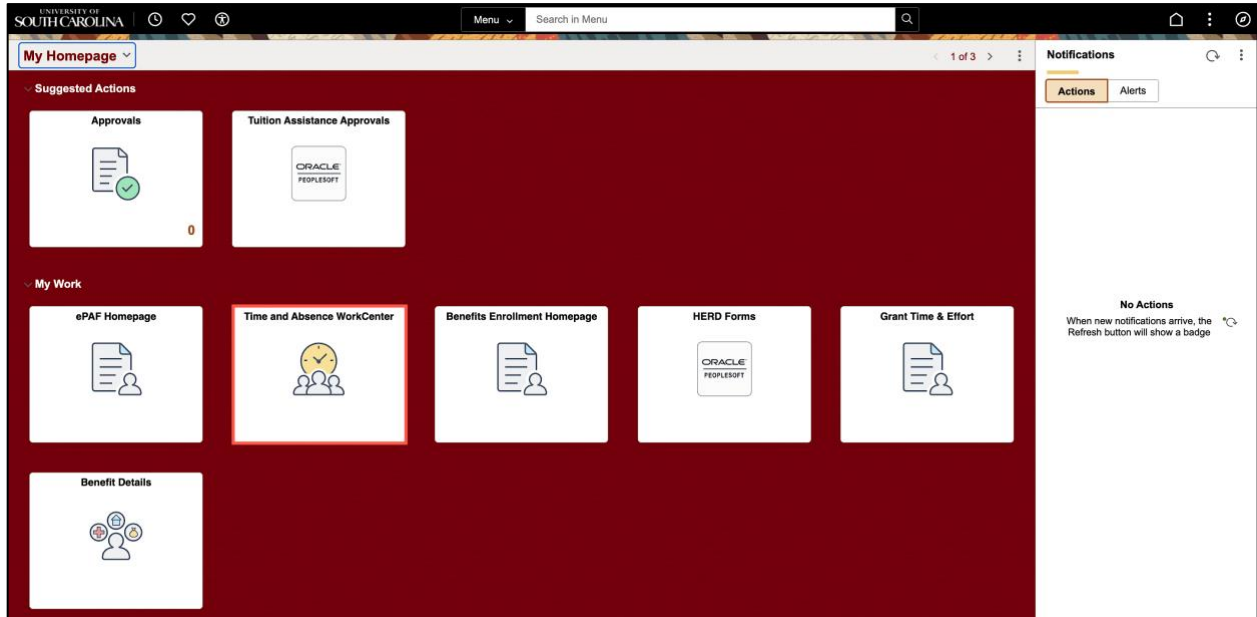 UNIVERSITY OF
SOUTH CAROLINA
Menu
Search in Menu
My Homepage
1 of 3
Notifications
Actions
Alerts
Suggested Actions
Approvals
0
Tuition Assistance Approvals
ORACLE
PEOPLESOFT
My Work
ePAF Homepage
Time and Absence WorkCenter
Benefits Enrollment Homepage
HERD Forms
ORACLE
PEOPLESOFT
Grant Time & Effort
Benefit Details
No Actions
When new notifications arrive, the
Refresh button will show a badge